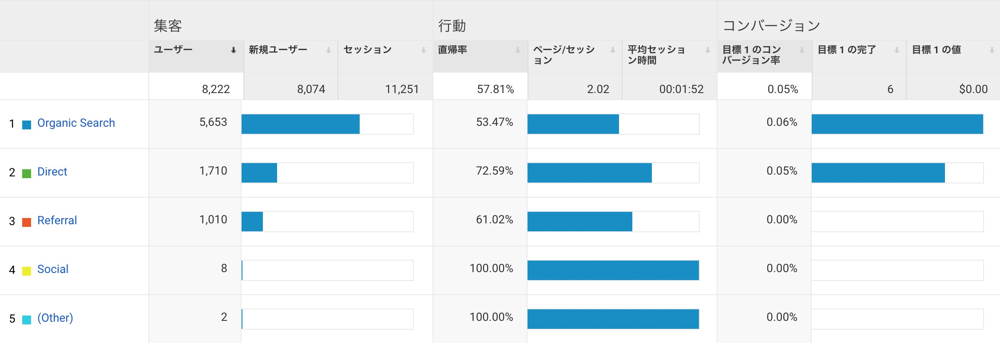 集客 行動 コンバージョン
ユーザー 新規ユーザー セッション 直帰率 ページ/セッシ 平均セッショ 目標 1 のコン 目標 1 の完了 目標 1 の値
ョン ン時間 バージョン率
8,222 8,074 11,251 57.81% 2.02 00:01:52 0.05% 6 $0.00
1 Organic Search 5,653 53.47% 0.06%
2 Direct 1,710 72.59% 0.05%
3 Referral 1,010 61.02% 0.00%
4 Social 8 100.00% 0.00%
5 (Other) 2 100.00% 0.00%